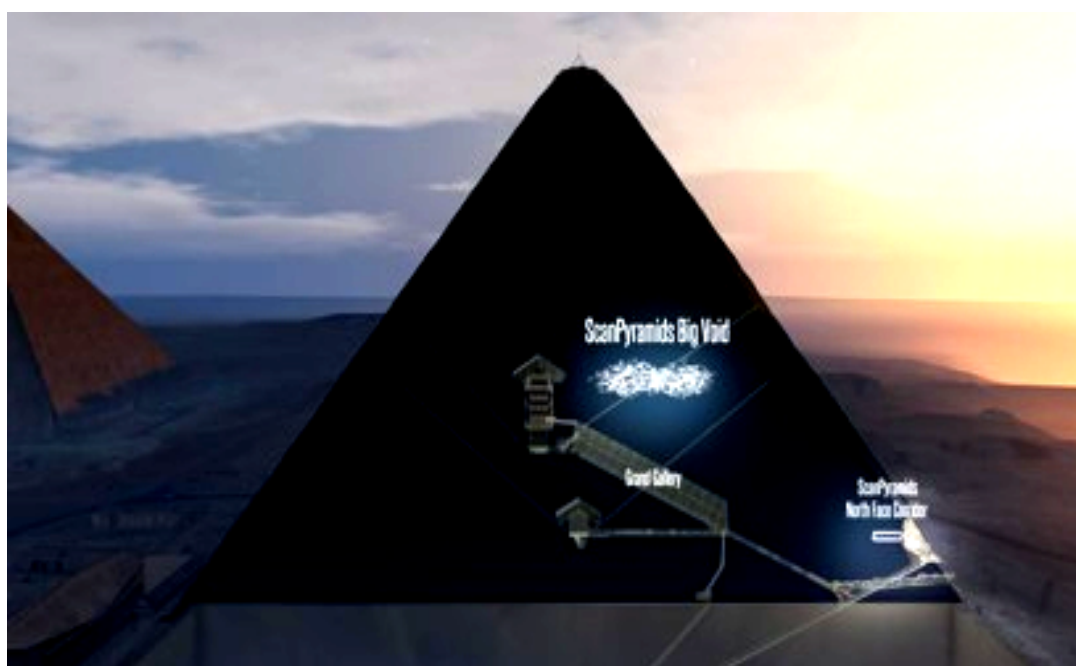 ScanPyramids Big Void
Grand Gallery
ScanPyramids
North Face Corridor